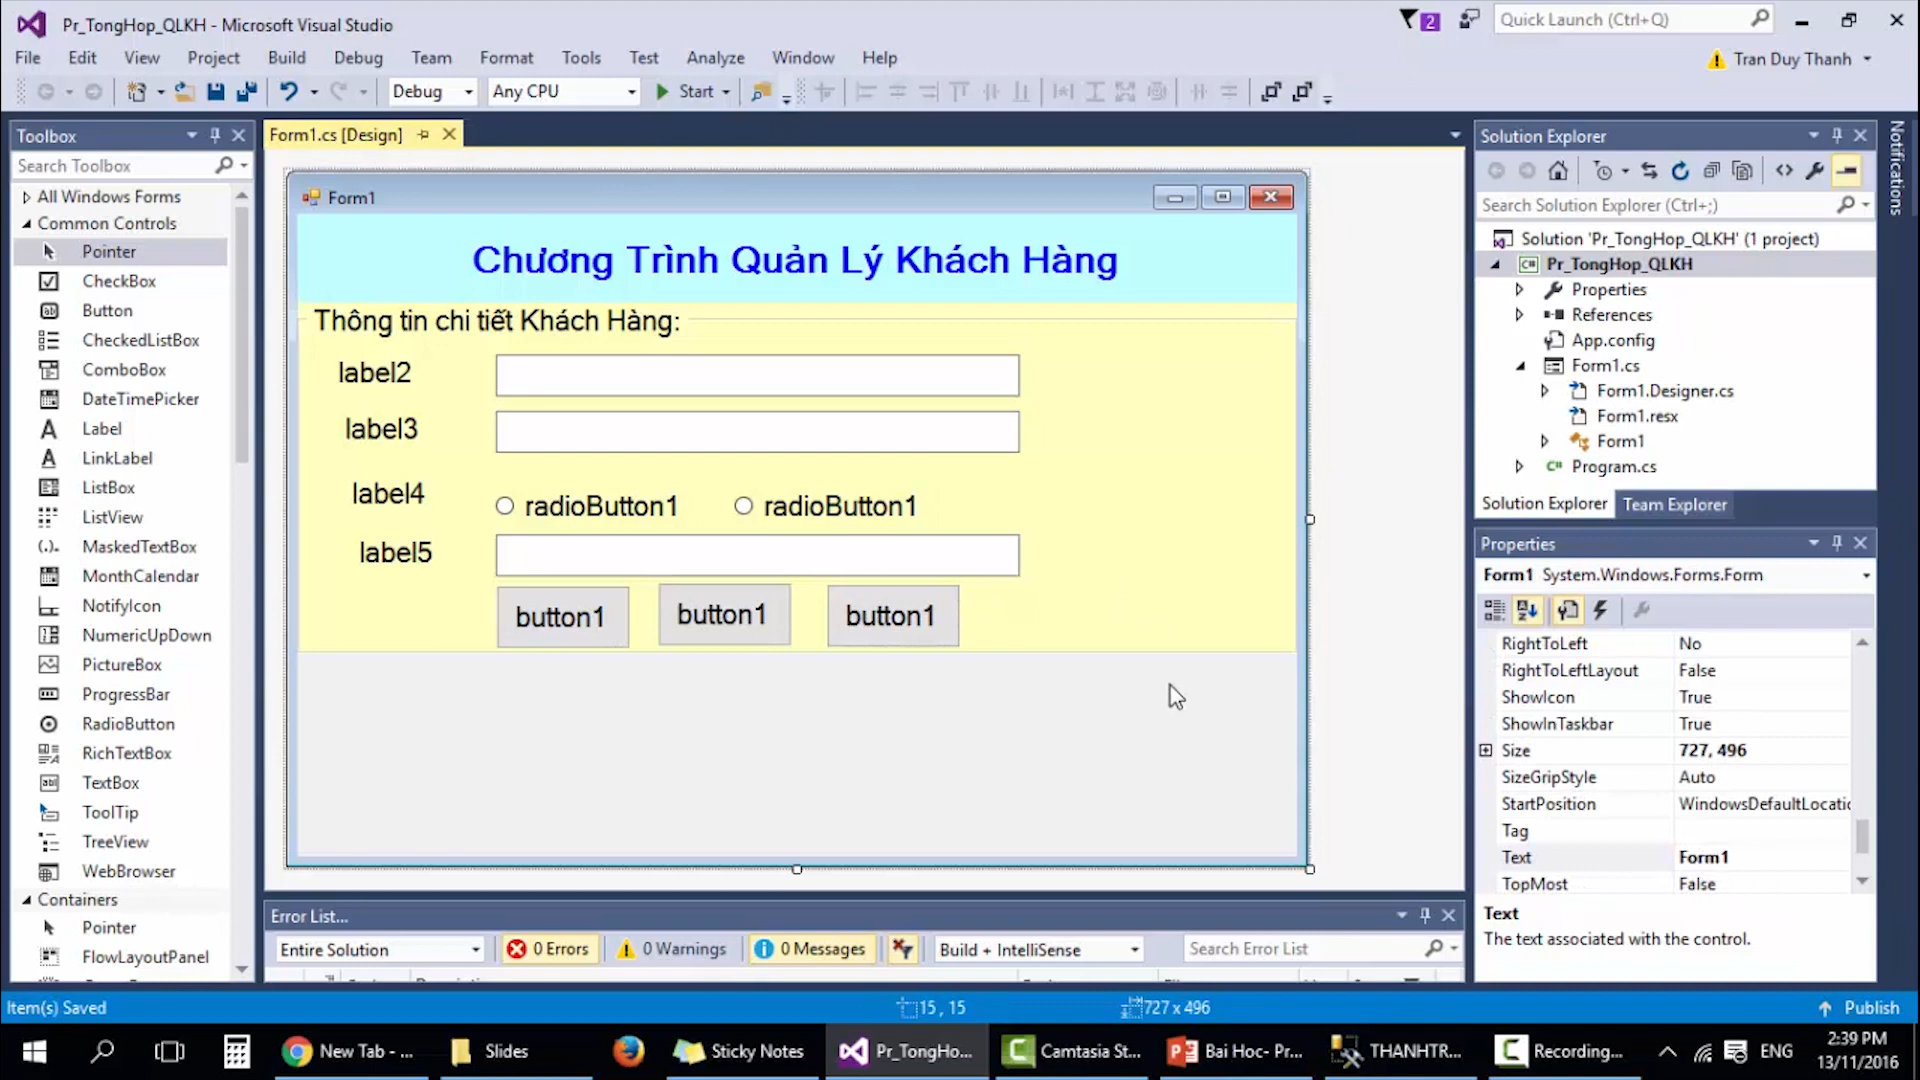 Pr_TongHop_QLKH - Microsoft Visual Studio
2
Quick Launch (Ctrl+Q)
File Edit View Project Build Debug Team Format Tools Test Analyze Window Help
Tran Duy Thanh
Debug Any CPU Start
Toolbox
Search Toolbox
All Windows Forms
Common Controls
Pointer
CheckBox
Button
CheckedListBox
ComboBox
DateTimePicker
Label
LinkLabel
ListBox
ListView
MaskedTextBox
MonthCalendar
NotifyIcon
NumericUpDown
PictureBox
ProgressBar
RadioButton
RichTextBox
TextBox
ToolTip
TreeView
WebBrowser
Containers
Pointer
FlowLayoutPanel
Form1.cs [Design]
Form1
Chương Trình Quản Lý Khách Hàng
Thông tin chi tiết Khách Hàng:
label2
label3
label4 radioButton1 radioButton1
label5
button1 button1 button1
Error List...
Entire Solution 0 Errors 0 Warnings 0 Messages Build + IntelliSense Search Error List
Solution Explorer
Search Solution Explorer (Ctrl+;)
Solution 'Pr_TongHop_QLKH' (1 project)
Pr_TongHop_QLKH
Properties
References
App.config
Form1.cs
Form1.Designer.cs
Form1.resx
Form1
Program.cs
Solution Explorer Team Explorer
Notifications
Properties
Form1 System.Windows.Forms.Form
RightToLeft No
RightToLeftLayout False
ShowIcon True
ShowInTaskbar True
Size 727, 496
SizeGripStyle Auto
StartPosition WindowsDefaultLocatio
Tag
Text Form1
TopMost False
Text
The text associated with the control.
Item(s) Saved 15 , 15 727 x 496 Publish
New Tab - ... Slides Sticky Notes Pr_TongHo... Camtasia St... Bai Hoc- Pr... THANHTR... Recording... ENG
2:39 PM
13/11/2016